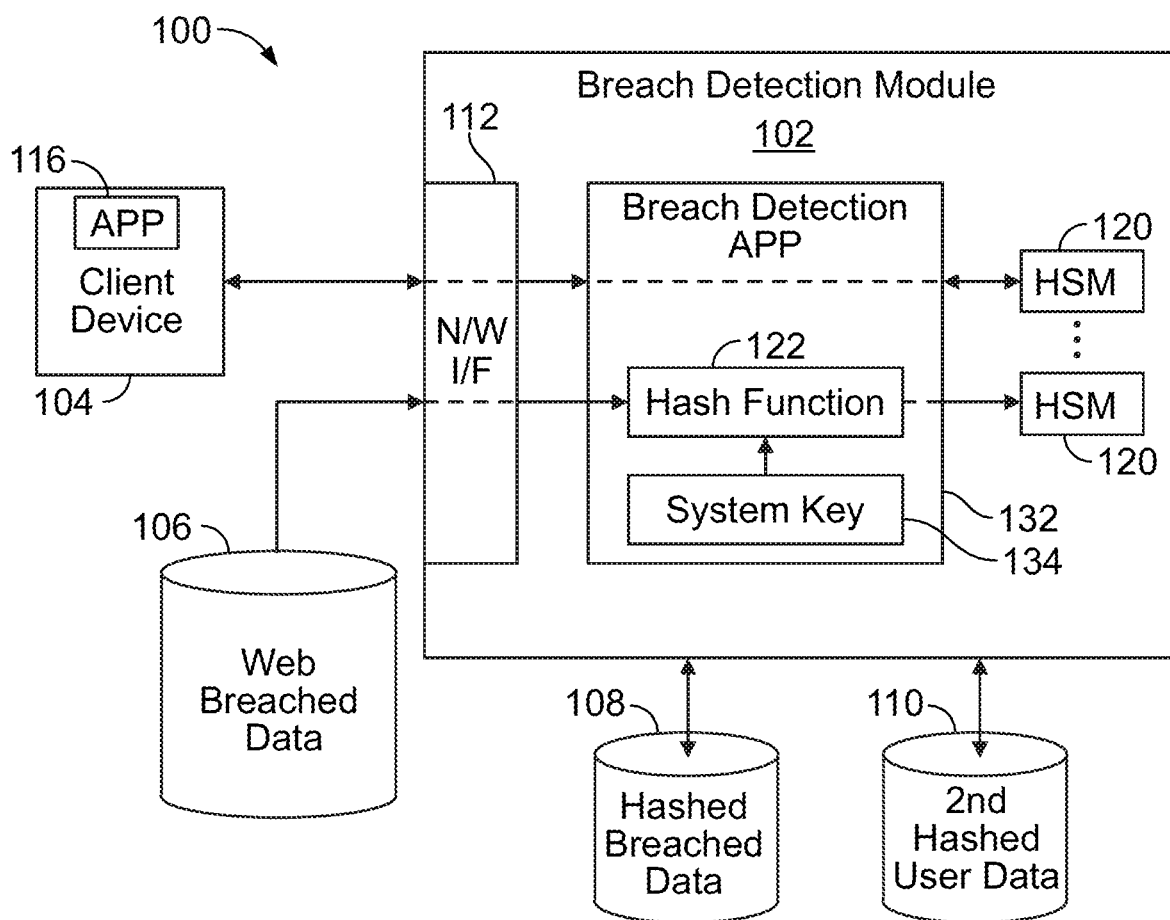 100
Breach Detection Module
102
112
116
APP
Client
Device
104
N/W
I/F
Breach Detection
APP
120
HSM
122
Hash Function
HSM
120
System Key
132
134
106
Web
Breached
Data
108
Hashed
Breached
Data
110
2nd
Hashed
User Data